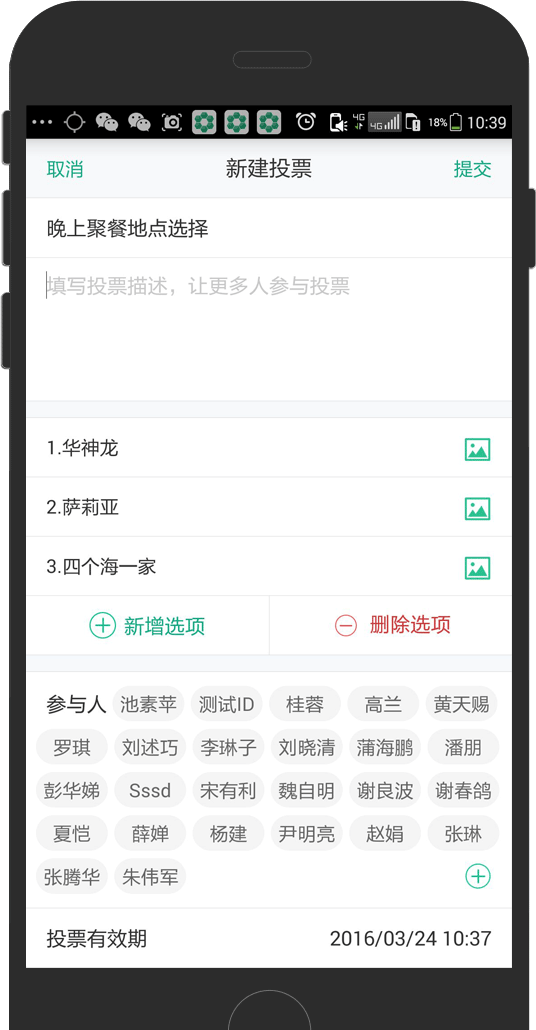 4G 4G 18% 10:39
取消 新建投票 提交
晚上聚餐地点选择
填写投票描述，让更多人参与投票
1.华神龙
2.萨莉亚
3.四个海一家
新增选项 删除选项
参与人 池素苹 测试ID 桂蓉 高兰 黄天赐
罗琪 刘述巧 李琳子 刘晓清 蒲海鹏 潘朋
彭华娣 Sssd 宋有利 魏自明 谢良波 谢春鸽
夏恺 薛婵 杨建 尹明亮 赵娟 张琳
张腾华 朱伟军
投票有效期 2016/03/24 10:37